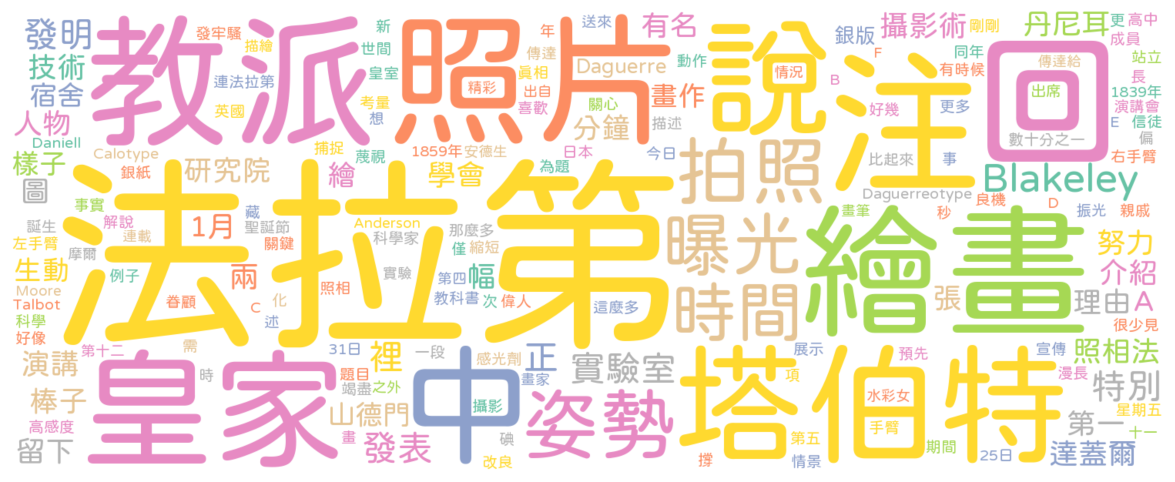 發明
教派
照片
說
注
回
有名
Daguerre
攝影術
丹尼耳
更
高中
成員
銀版
發牢騷
描繪
年
新
世間
皇室
傳達
真相
出自
喜歡
送來
動作
精彩
情況
F
B
同年
有時候
剛剛
傳達給
出席
站立
長
1839年
演講會
E
信徒
偏
數十分之一
右手臂
技術
宿舍
連法拉第
英國
考量
想
關心
分鐘
畫作
描述
好幾
更多
人物
Daniell
Calotype
銀紙
研究院
捕捉
蔑視
1859年
安德生
為題
日本
今日
拍照
比起來
事
Blakeley
樣子
圖
繪
學會
Daguerreotype
良機
D
畫筆
秒
振光
親戚
事實
藏
聖誕節
1月
關鍵
解說
連載
誕生
左手臂
摩爾
Anderson
科學家
那麼多
僅
縮短
法拉第
曝光
時間
繪畫
努力
介紹
生動
Moore
Talbot
科學
好像
例子
眷顧
兩
C
化
述
照相
實驗
第四
教科書
幅
次
偉人
這麼多
張
理由
A
很少見
演講
第十二
需
時
31日
一段
裡
感光劑
正
實驗室
展示
預先
宣傳
照相法
漫長
棒子
皇家
題目
竭盡
之外
畫家
中
姿勢
塔伯特
項
水彩女
手臂
特別
星期五
高感度
留下
山德門
畫
發表
攝影
碘
改良
撐
第五
情景
期間
25日
第一
十一
達蓋爾